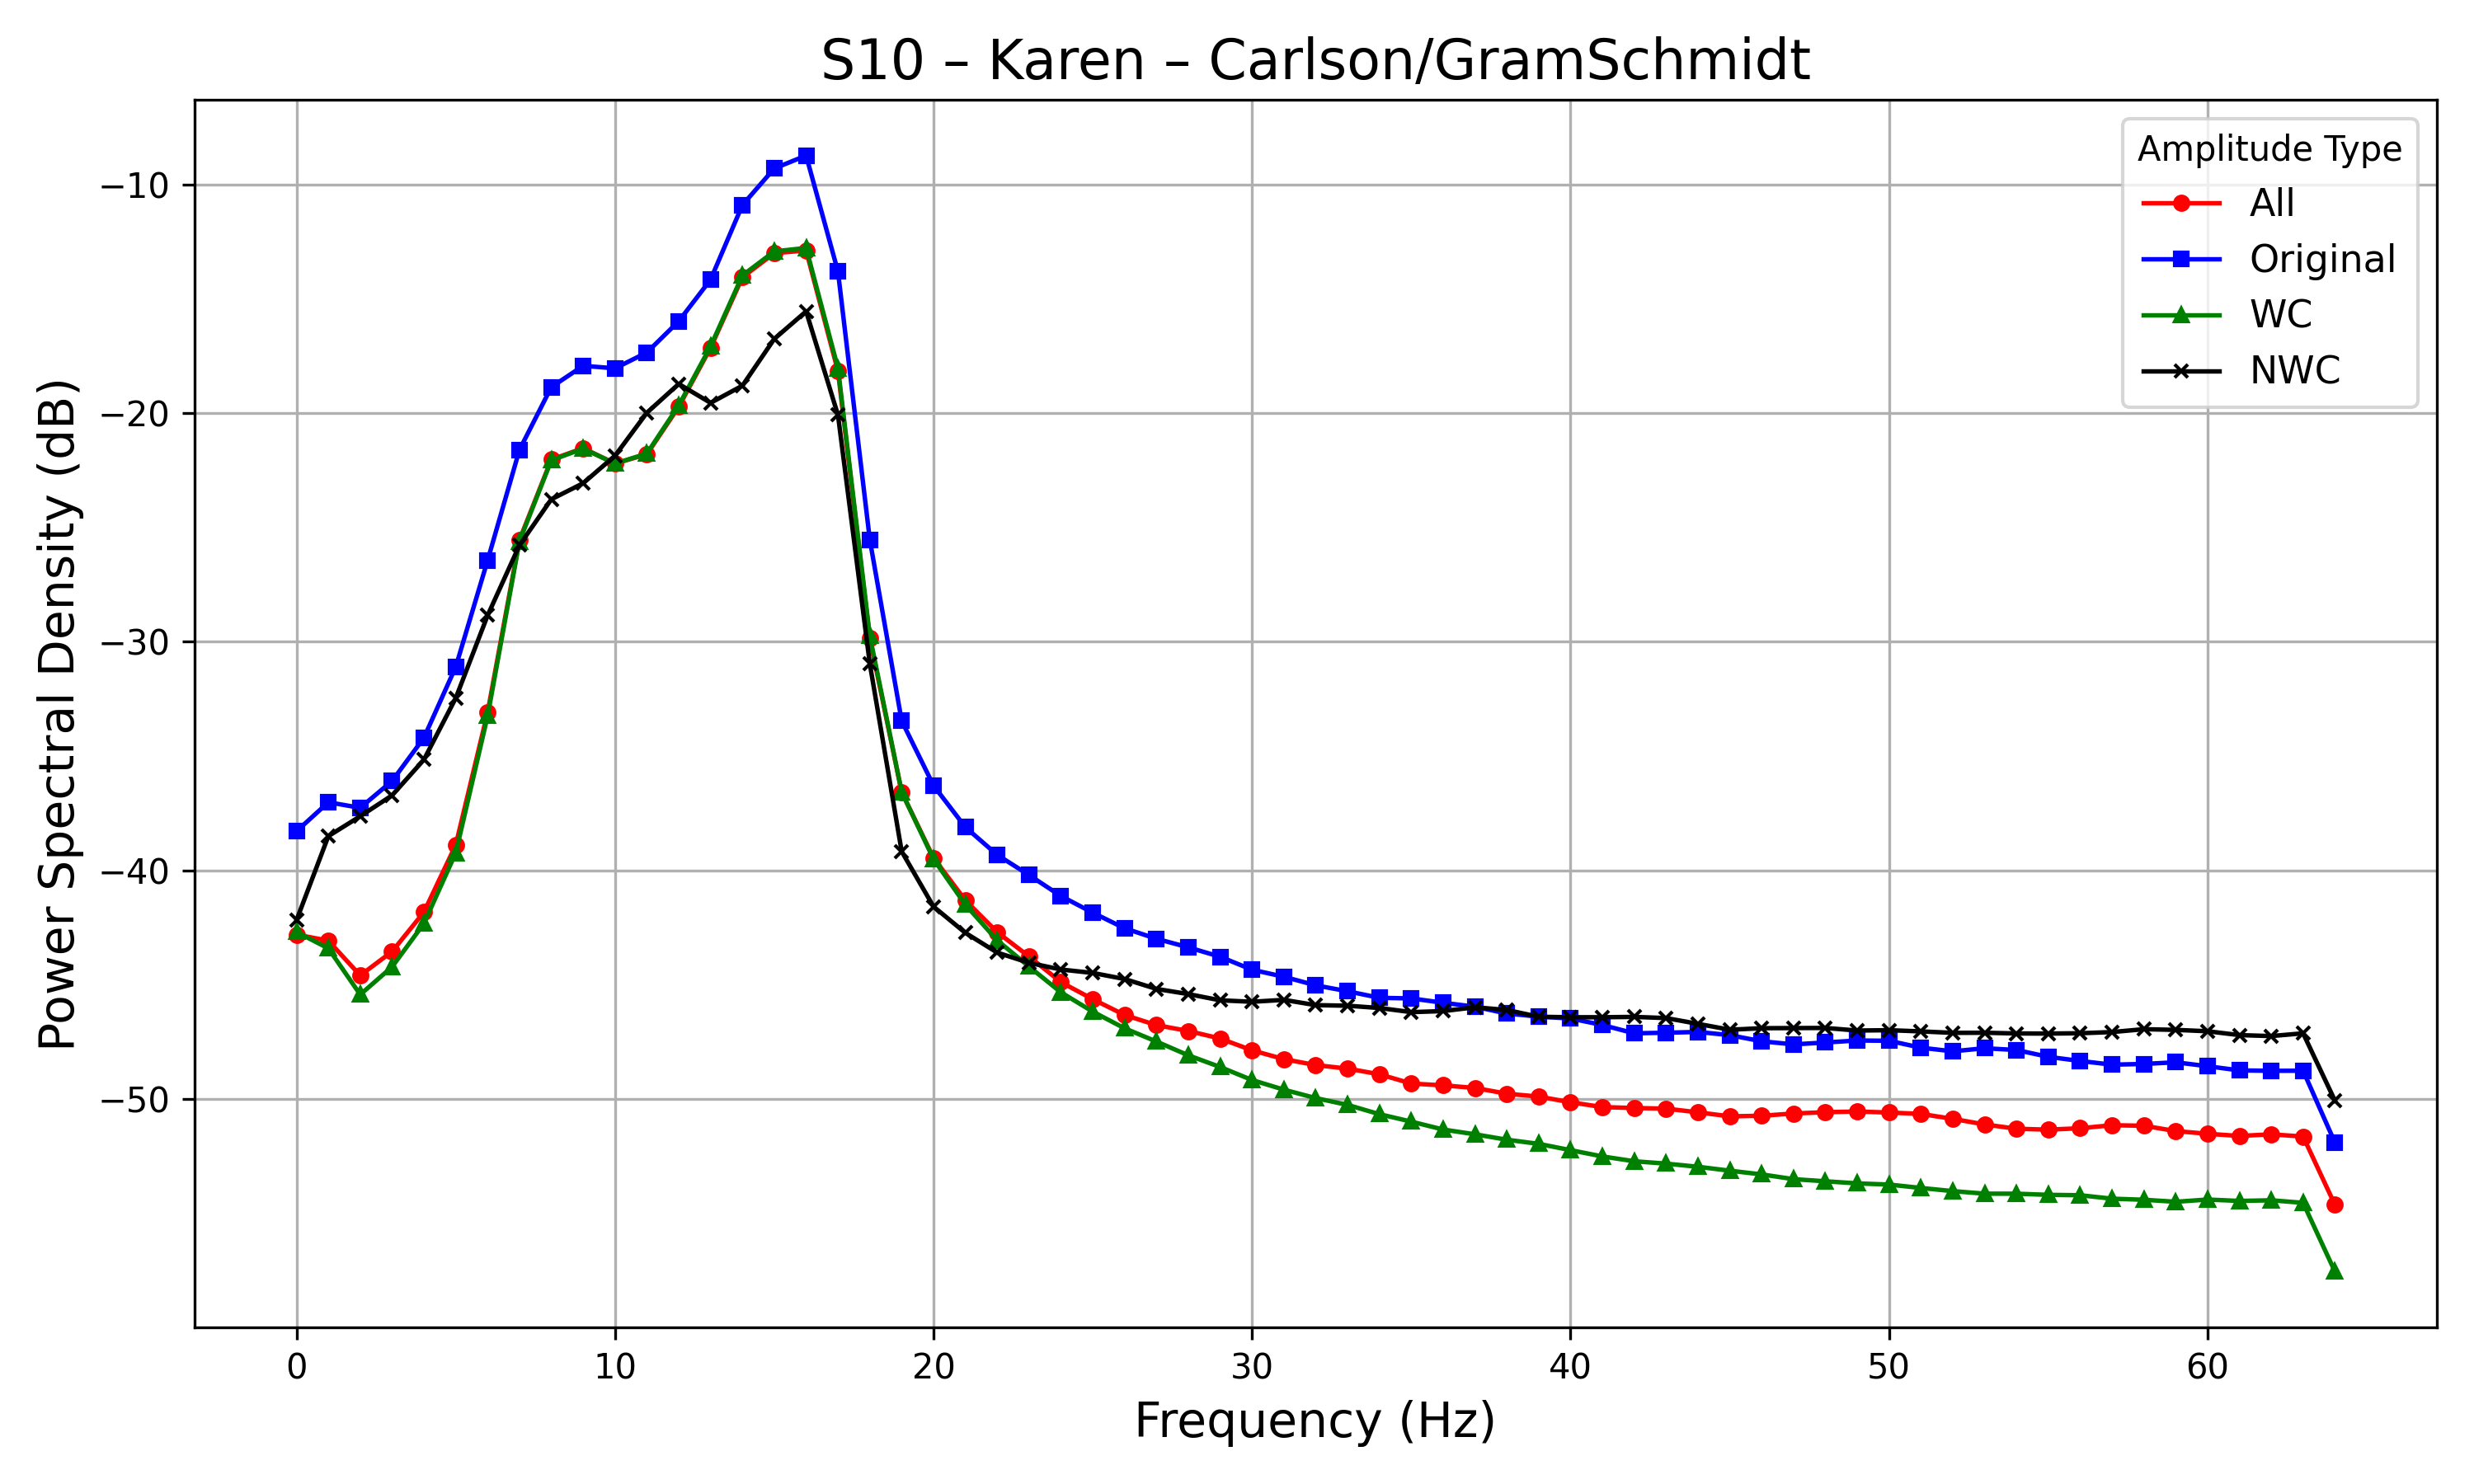 S10 – Karen – Carlson/GramSchmidt
Power Spectral Density (dB)
−10
−20
−30
−40
−50
Amplitude Type
All
Original
WC
NWC
0 10 20 30 40 50 60
Frequency (Hz)